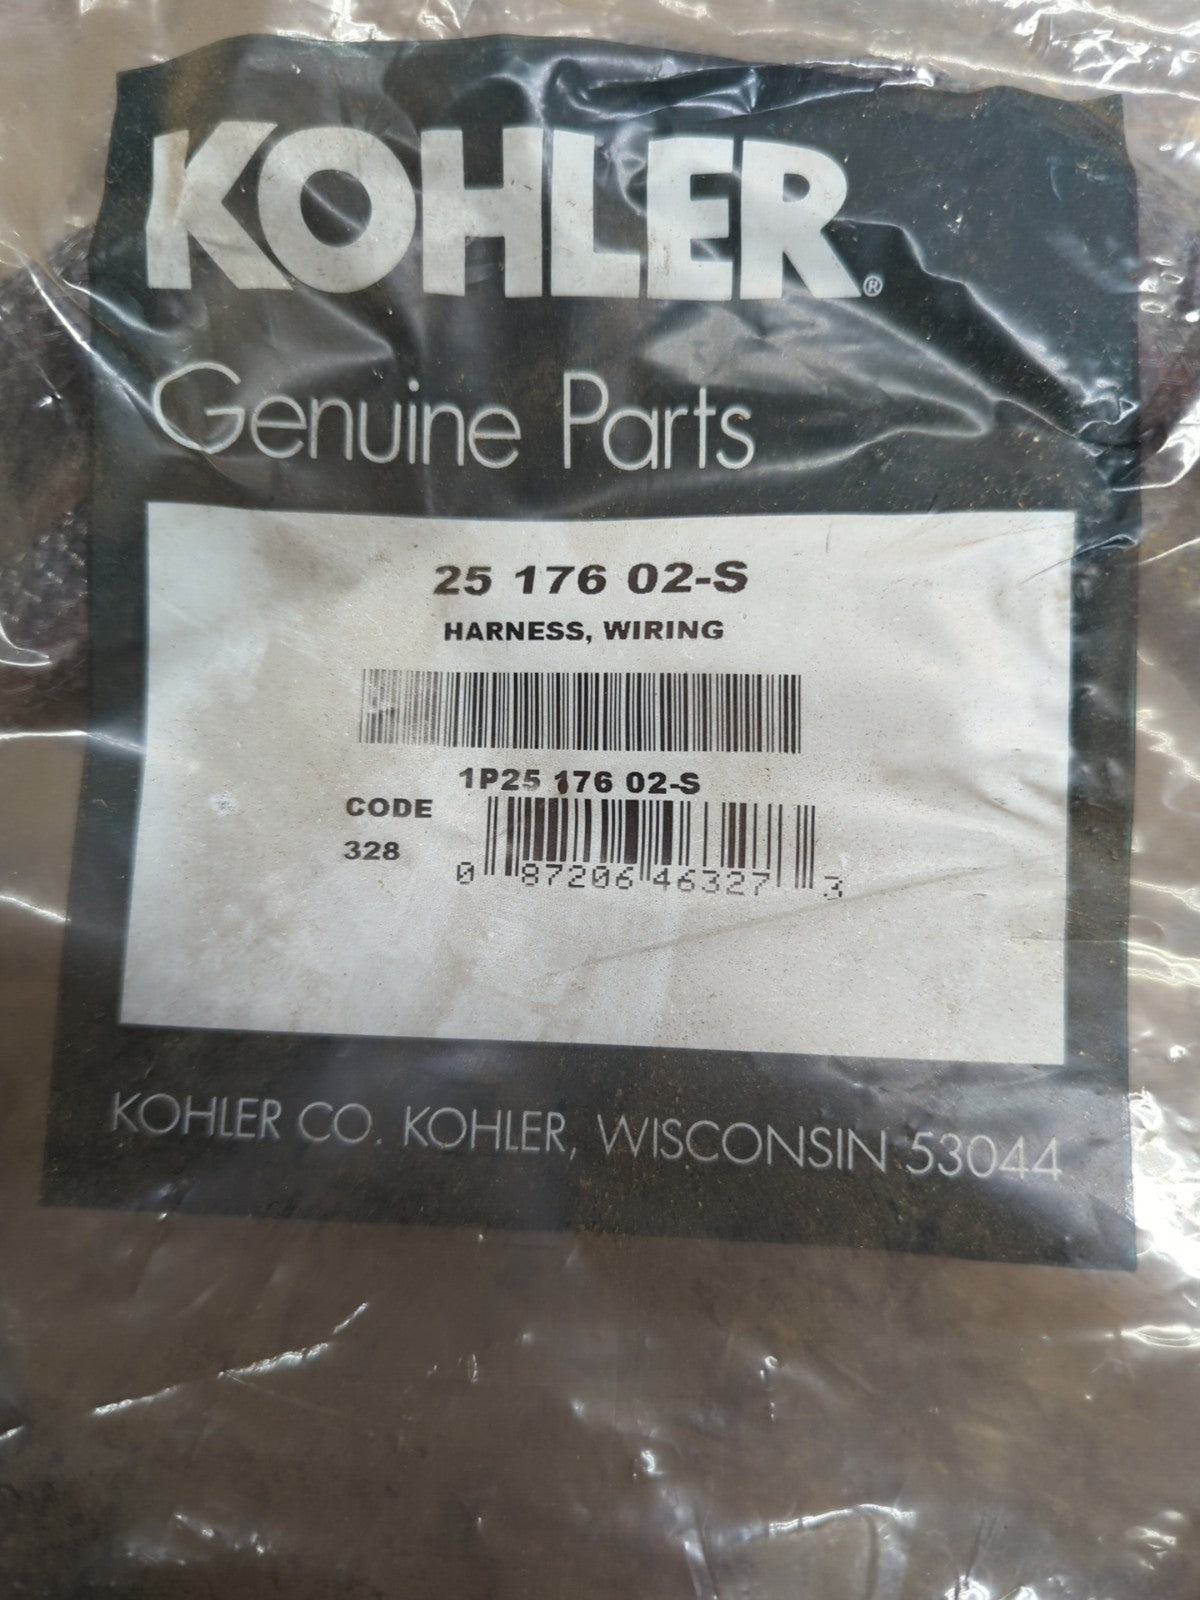 KOHLER®
Genuine Parts
25 176 02-S
HARNESS, WIRING
1P25 176 02-S
CODE
328
0 87206 46327 3
KOHLER CO. KOHLER, WISCONSIN 53044